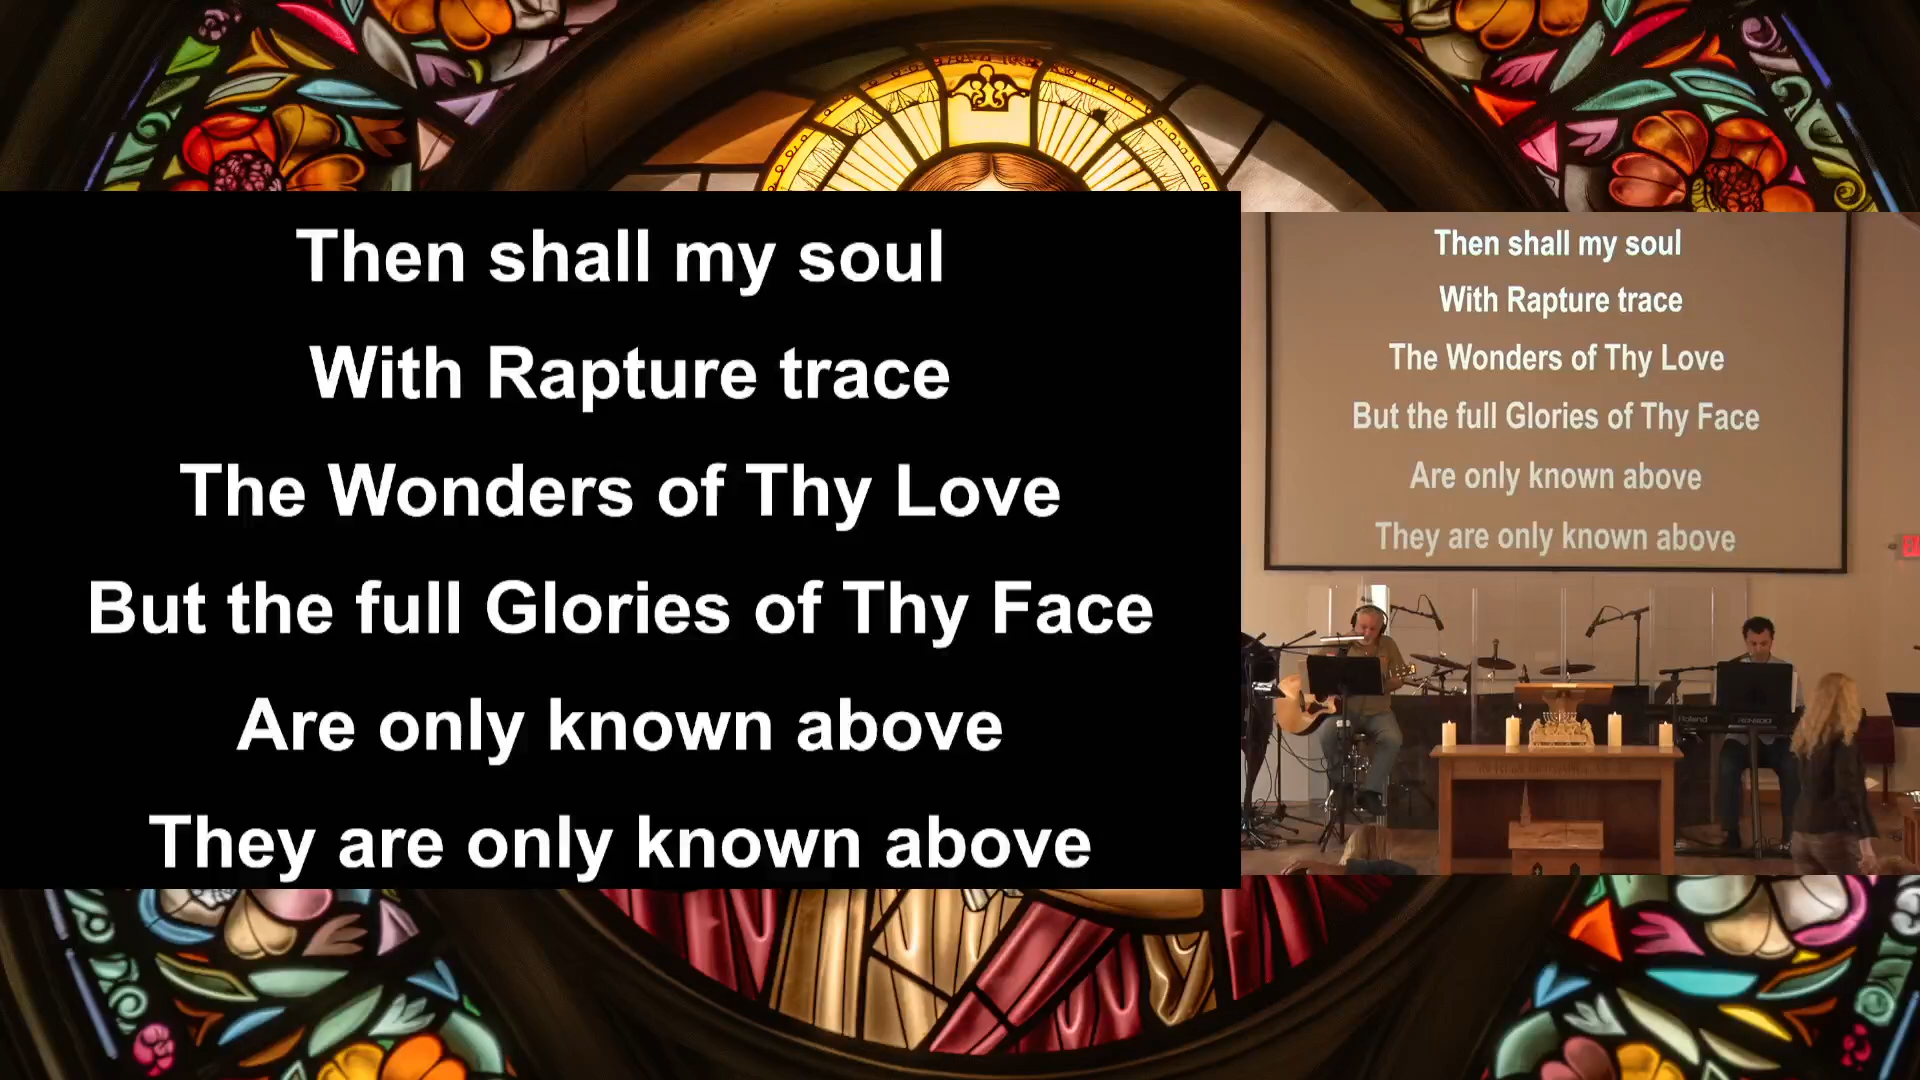 Then shall my soul
With Rapture trace
The Wonders of Thy Love
But the full Glories of Thy Face
Are only known above
They are only known above
Then shall my soul
With Rapture trace
The Wonders of Thy Love
But the full Glories of Thy Face
Are only known above
They are only known above
Roland